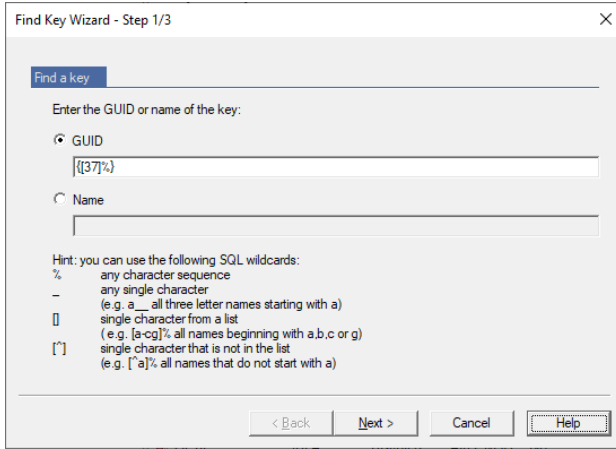 Find Key Wizard - Step 1/3
Find a key
Enter the GUID or name of the key:
GUID
{[37]%}
Name
Hint: you can use the following SQL wildcards:
% any character sequence
_ any single character
(e.g. a__ all three letter names starting with a)
[] single character from a list
( e.g. [a-cg]% all names beginning with a,b,c or g)
[^] single character that is not in the list
(e.g. [^a]% all names that do not start with a)
< Back Next > Cancel Help